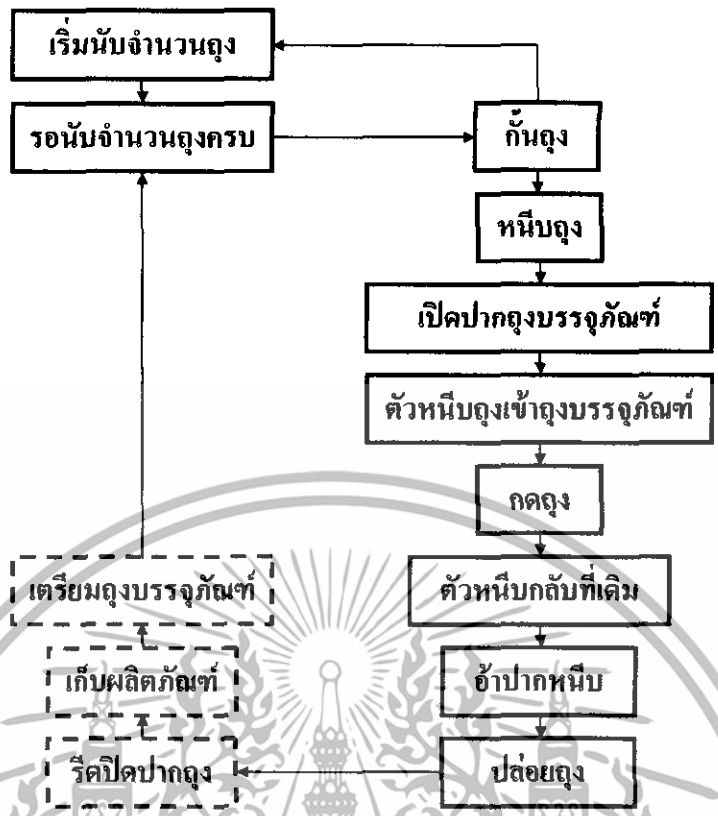 เริ่มนับจำนวนถุง
รอนับจำนวนถุงครบ
กั้นถุง
หนีบถุง
เปิดปากถุงบรรจุภัณฑ์
ตัวหนีบถุงเข้าถุงบรรจุภัณฑ์
กดถุง
ตัวหนีบกลับที่เดิม
อ้าปากหนีบ
ปล่อยถุง
รีดปิดปากถุง
เก็บผลิตภัณฑ์
เตรียมถุงบรรจุภัณฑ์